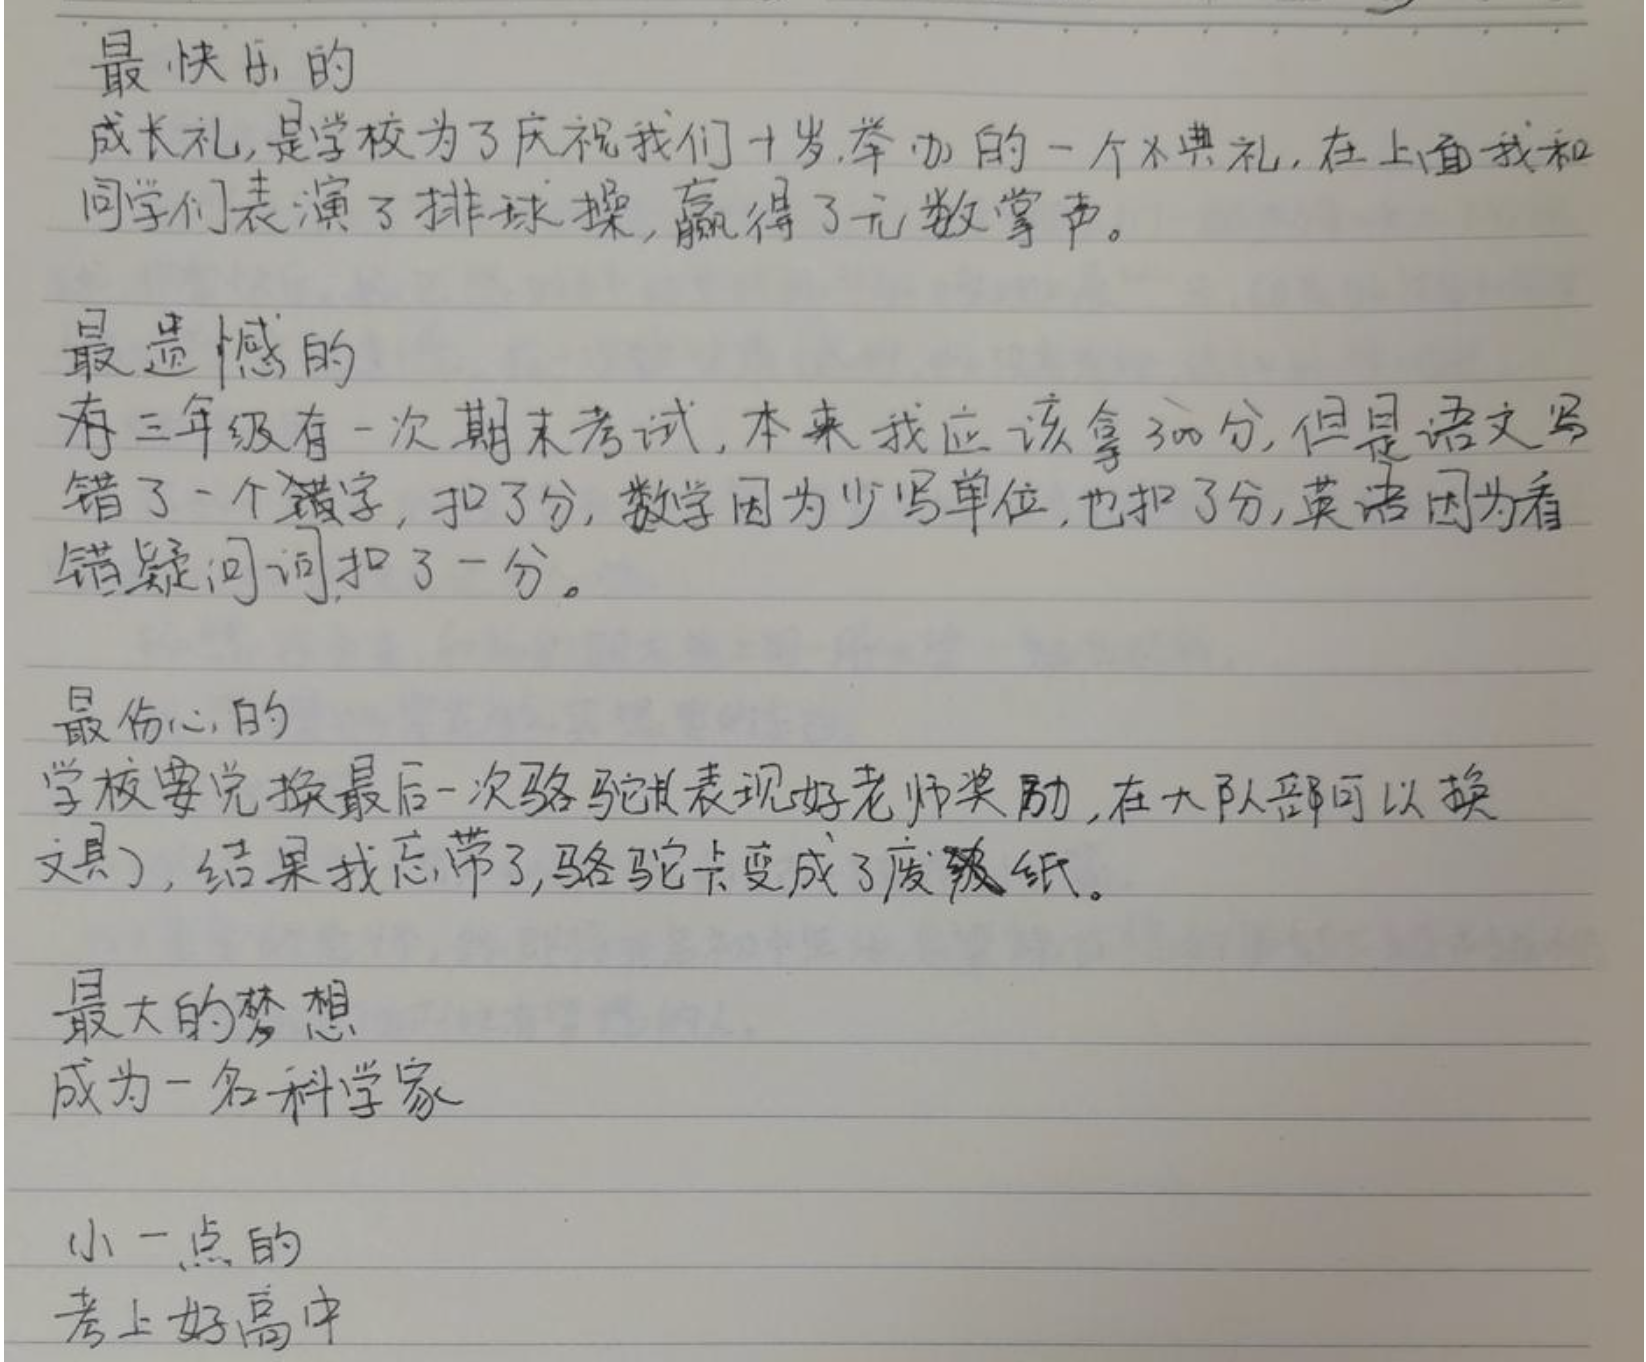 最快乐的
成长礼,是学校为了庆祝我们十岁,举办的一个大典礼,在上面我和
同学们表演了排球操,赢得了无数掌声。
最遗憾的
有三年级有一次期末考试,本来我应该拿300分,但是语文写
错了一个错字,扣了分,数学因为少写单位,也扣了分,英语因为看
错疑问词,扣了一分。
最伤心的
学校要兑换最后一次骆驼表现好老师奖励,在大队部可以换
文具),结果我忘带了,骆驼卡变成了废纸。
最大的梦想
成为一名科学家
小一点的
考上好高中